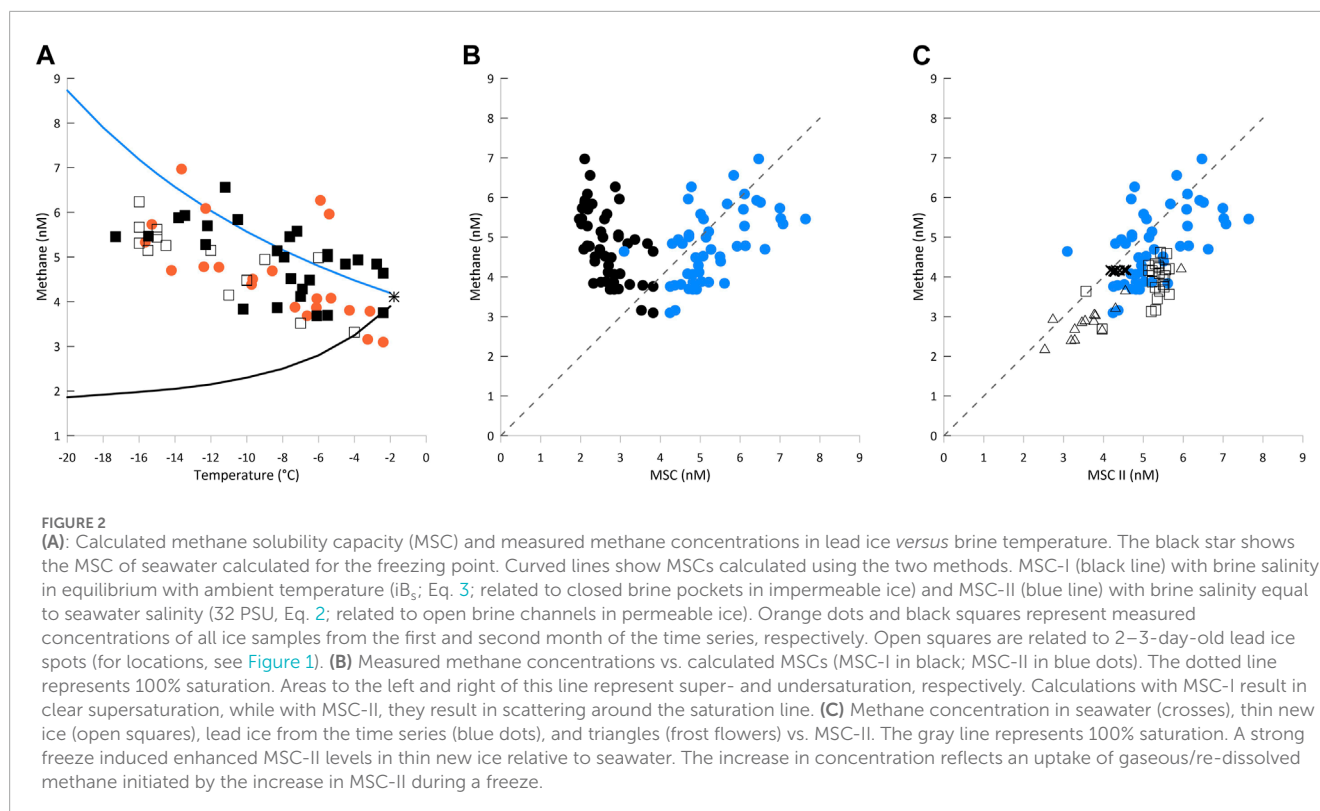 A
B
C
9
8
7
6
5
4
3
2
1
Methane (nM)
-20 -18 -16 -14 -12 -10 -8 -6 -4 -2 0
Temperature (°C)
9
8
7
6
5
4
3
2
1
0
Methane (nM)
0 1 2 3 4 5 6 7 8 9
MSC (nM)
9
8
7
6
5
4
3
2
1
0
Methane (nM)
0 1 2 3 4 5 6 7 8 9
MSC II (nM)
FIGURE 2
(A): Calculated methane solubility capacity (MSC) and measured methane concentrations in lead ice versus brine temperature. The black star shows
the MSC of seawater calculated for the freezing point. Curved lines show MSCs calculated using the two methods. MSC-I (black line) with brine salinity
in equilibrium with ambient temperature (iBs; Eq. 3; related to closed brine pockets in impermeable ice) and MSC-II (blue line) with brine salinity equal
to seawater salinity (32 PSU, Eq. 2; related to open brine channels in permeable ice). Orange dots and black squares represent measured
concentrations of all ice samples from the first and second month of the time series, respectively. Open squares are related to 2–3-day-old lead ice
spots (for locations, see Figure 1). (B) Measured methane concentrations vs. calculated MSCs (MSC-I in black; MSC-II in blue dots). The dotted line
represents 100% saturation. Areas to the left and right of this line represent super- and undersaturation, respectively. Calculations with MSC-I result in
clear supersaturation, while with MSC-II, they result in scattering around the saturation line. (C) Methane concentration in seawater (crosses), thin new
ice (open squares), lead ice from the time series (blue dots), and triangles (frost flowers) vs. MSC-II. The gray line represents 100% saturation. A strong
freeze induced enhanced MSC-II levels in thin new ice relative to seawater. The increase in concentration reflects an uptake of gaseous/re-dissolved
methane initiated by the increase in MSC-II during a freeze.